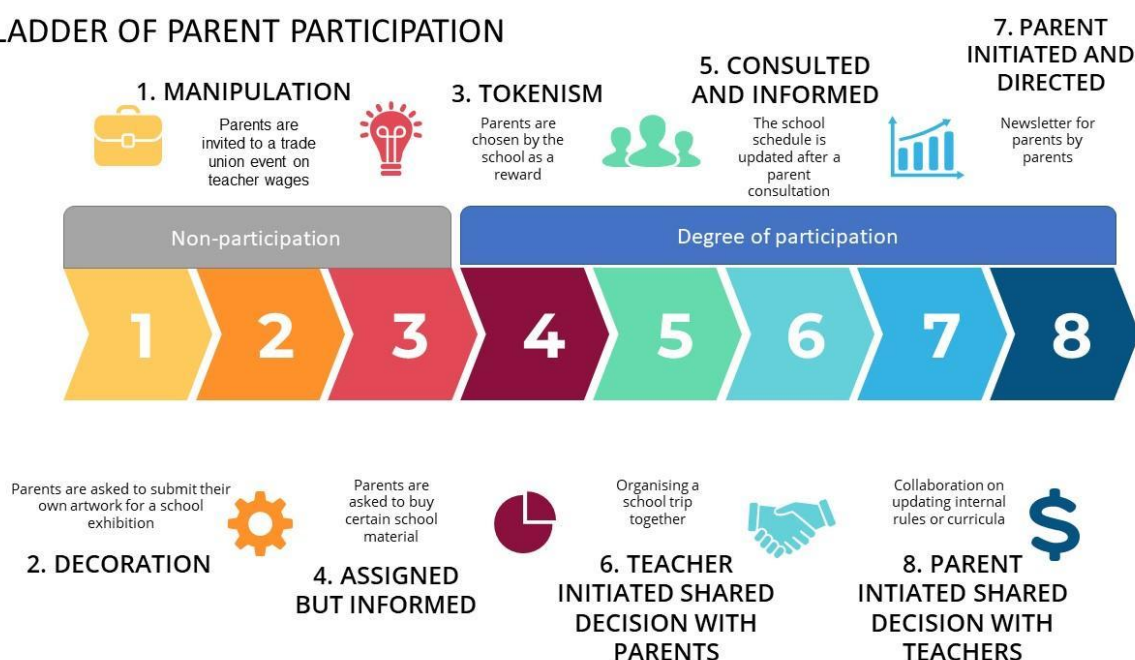 LADDER OF PARENT PARTICIPATION
1. MANIPULATION
Parents are
invited to a trade
union event on
teacher wages
3. TOKENISM
Parents are
chosen by the
school as a
reward
5. CONSULTED
AND INFORMED
The school
schedule is
updated after a
parent
consultation
7. PARENT
INITIATED AND
DIRECTED
Newsletter for
parents by
parents
Non-participation
Degree of participation
1
2
3
4
5
6
7
8
Parents are asked to submit their
own artwork for a school
exhibition
2. DECORATION
Parents are
asked to buy
certain school
material
4. ASSIGNED
BUT INFORMED
Organising a
school trip
together
6. TEACHER
INITIATED SHARED
DECISION WITH
PARENTS
Collaboration on
updating internal
rules or curricula
8. PARENT
INTIATED SHARED
DECISION WITH
TEACHERS